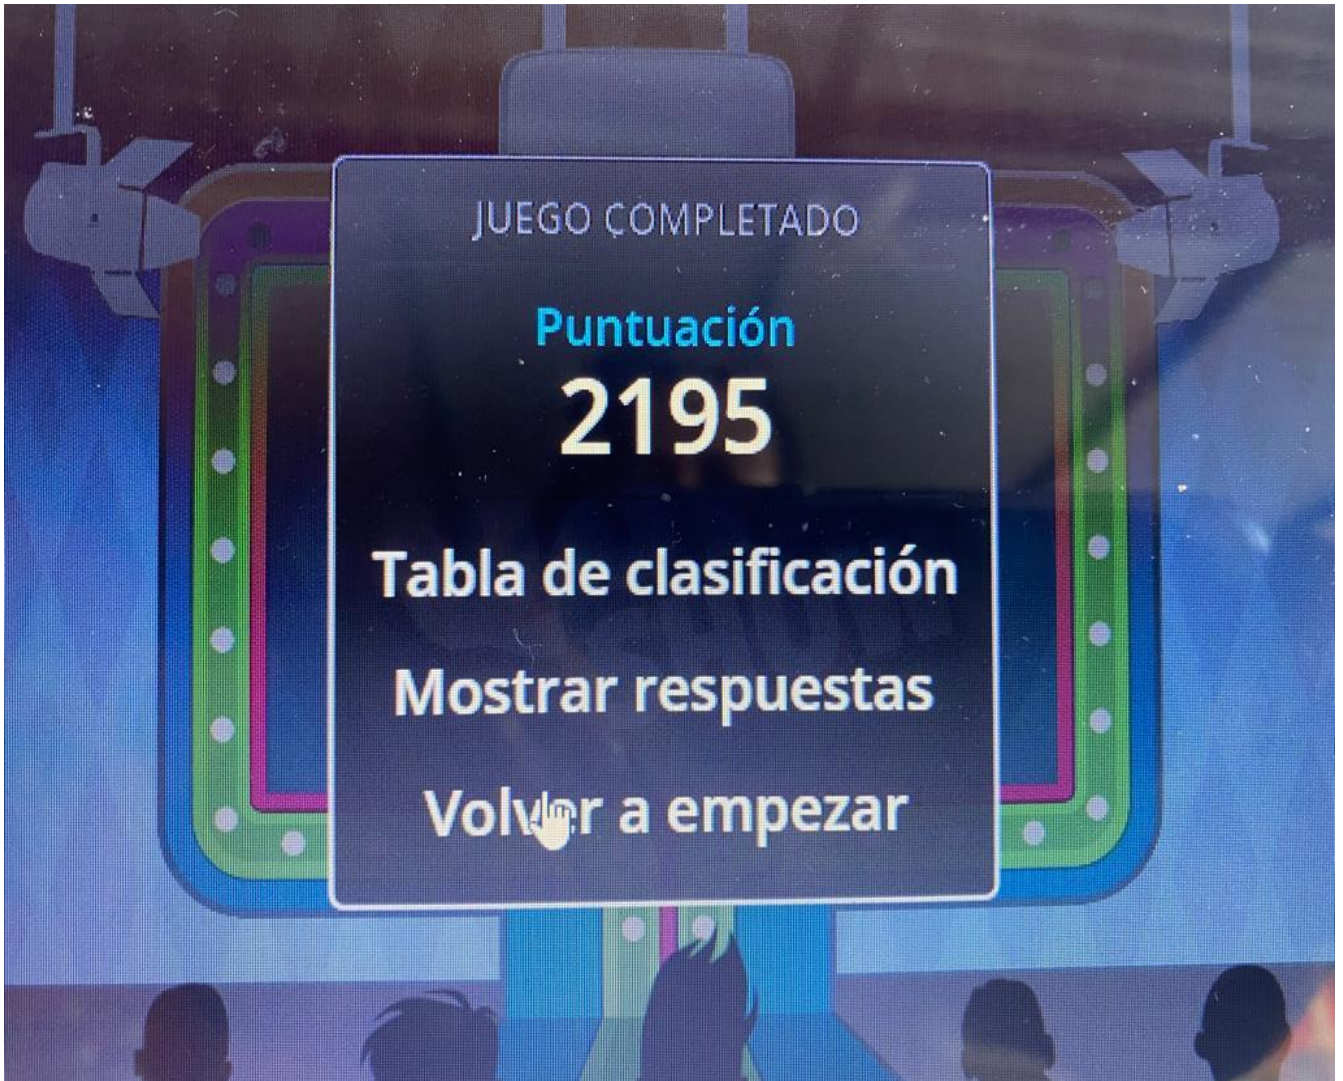 JUEGO COMPLETADO
Puntuación
2195
Tabla de clasificación
Mostrar respuestas
Volver a empezar